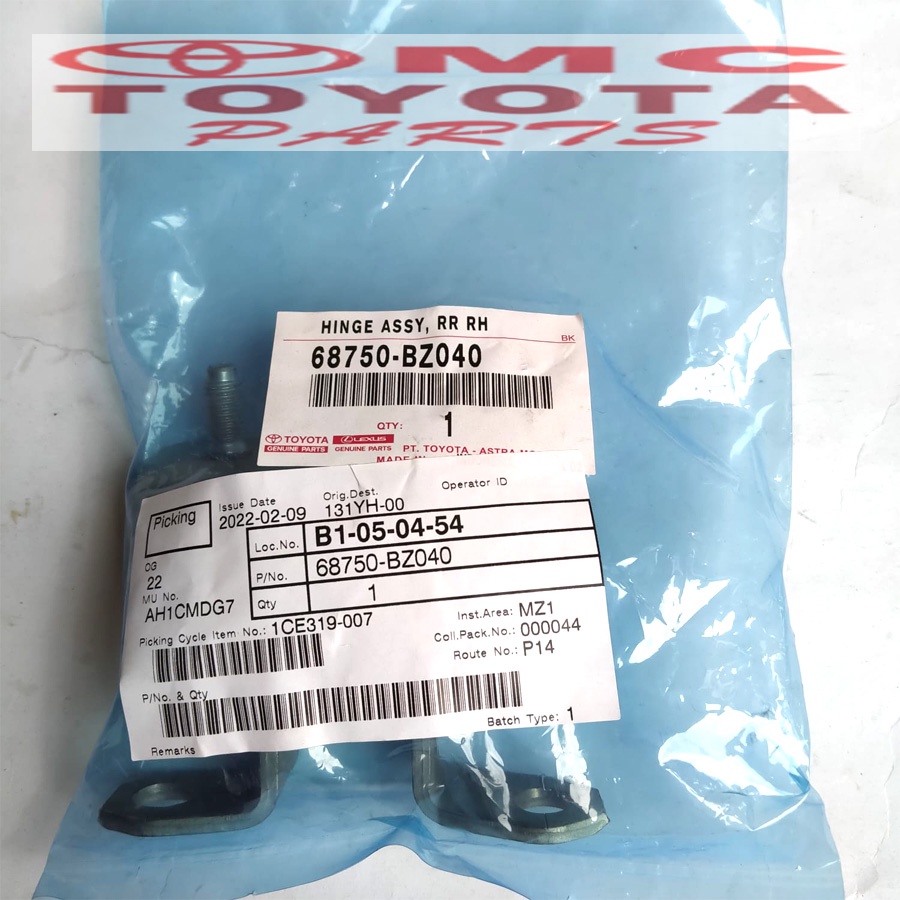 OMC
TOYOTA
PARTS
HINGE ASSY, RR RH
BK
68750-BZ040
QTY: 1
TOYOTA LEXUS
GENUINE PARTS GENUINE PARTS
PT. TOYOTA - ASTRA
MADE
Picking
Issue Date
2022-02-09
Orig.Dest.
131YH-00
Operator ID
Loc.No. B1-05-04-54
P/No. 68750-BZ040
Qty 1
OG
22
MU No.
AH1CMDG7
Picking Cycle Item No.: 1CE319-007
Inst.Area: MZ1
Coll.Pack.No.: 000044
Route No.: P14
P/No. & Qty
Batch Type: 1
Remarks